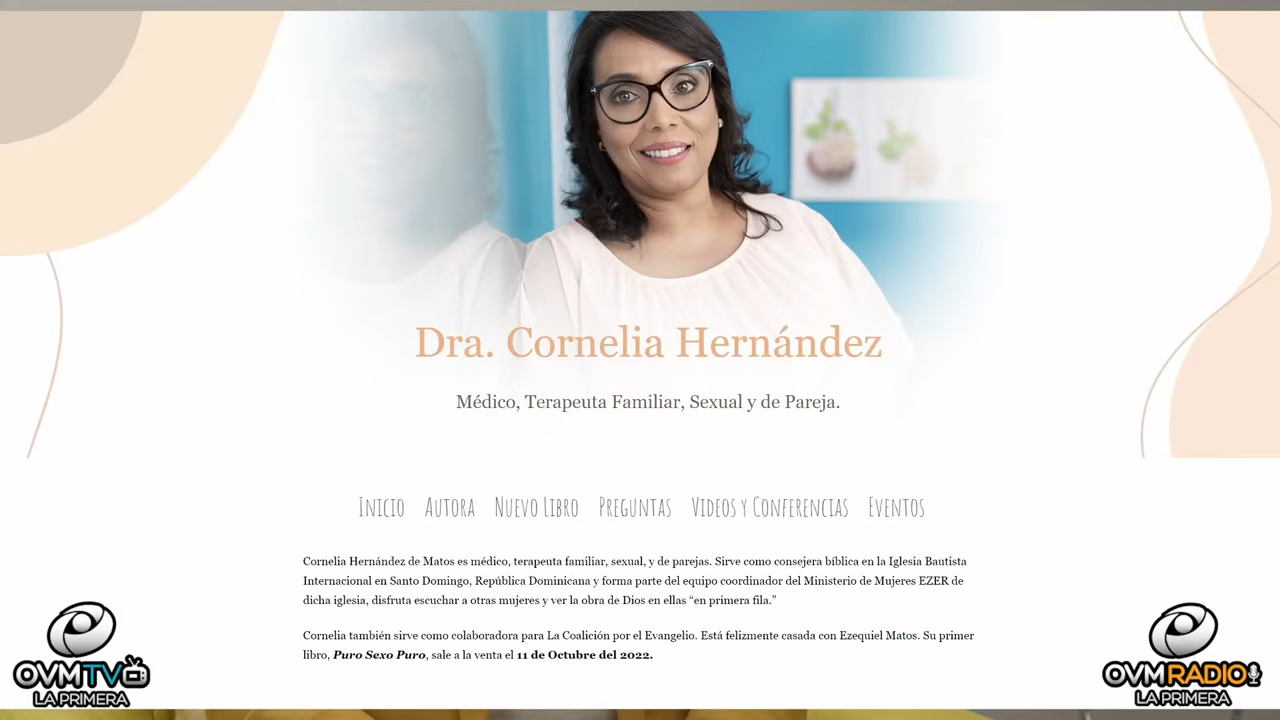 Dra. Cornelia Hernández
Médico, Terapeuta Familiar, Sexual y de Pareja.
Inicio Autora Nuevo Libro Preguntas Videos y Conferencias Eventos
Cornelia Hernández de Matos es médico, terapeuta familiar, sexual, y de parejas. Sirve como consejera bíblica en la Iglesia Bautista
Internacional en Santo Domingo, República Dominicana y forma parte del equipo coordinador del Ministerio de Mujeres EZER de
dicha iglesia, disfruta escuchar a otras mujeres y ver la obra de Dios en ellas “en primera fila.”
Cornelia también sirve como colaboradora para La Coalición por el Evangelio. Está felizmente casada con Ezequiel Matos. Su primer
libro, Puro Sexo Puro, sale a la venta el 11 de Octubre del 2022.
OVMTV
LA PRIMERA
OVMRADIO
LA PRIMERA